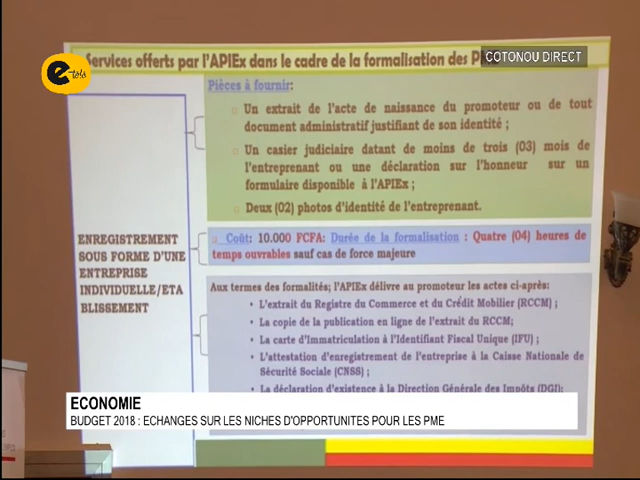 Services offerts par l'APIEx dans le cadre de la formalisation des
COTONOU DIRECT
e-télé
Pièces à fournir:
Un extrait de l'acte de naissance du promoteur ou de tout
document administratif justifiant de son identité ;
Un casier judiciaire datant de moins de trois (03) mois de
l'entreprenant ou une déclaration sur l'honneur sur un
formulaire disponible à l'APIEx ;
Deux (02) photos d'identité de l'entreprenant.
ENREGISTREMENT
SOUS FORME D'UNE
ENTREPRISE
INDIVIDUELLE/ETA
BLISSEMENT
Coût: 10.000 FCFA: Durée de la formalisation : Quatre (04) heures de
temps ouvrables sauf cas de force majeure
Aux termes des formalités; l'APIEx délivre au promoteur les actes ci-après:
• L'extrait du Registre du Commerce et du Crédit Mobilier (RCCM) ;
• La copie de la publication en ligne de l'extrait du RCCM;
• La carte d'Immatriculation à l'Identifiant Fiscal Unique (IFU) ;
• L'attestation d'enregistrement de l'entreprise à la Caisse Nationale de
Sécurité Sociale (CNSS) ;
• La déclaration d'existence à la Direction Générale des Impôts (DGI);
ECONOMIE
BUDGET 2018 : ECHANGES SUR LES NICHES D'OPPORTUNITES POUR LES PME